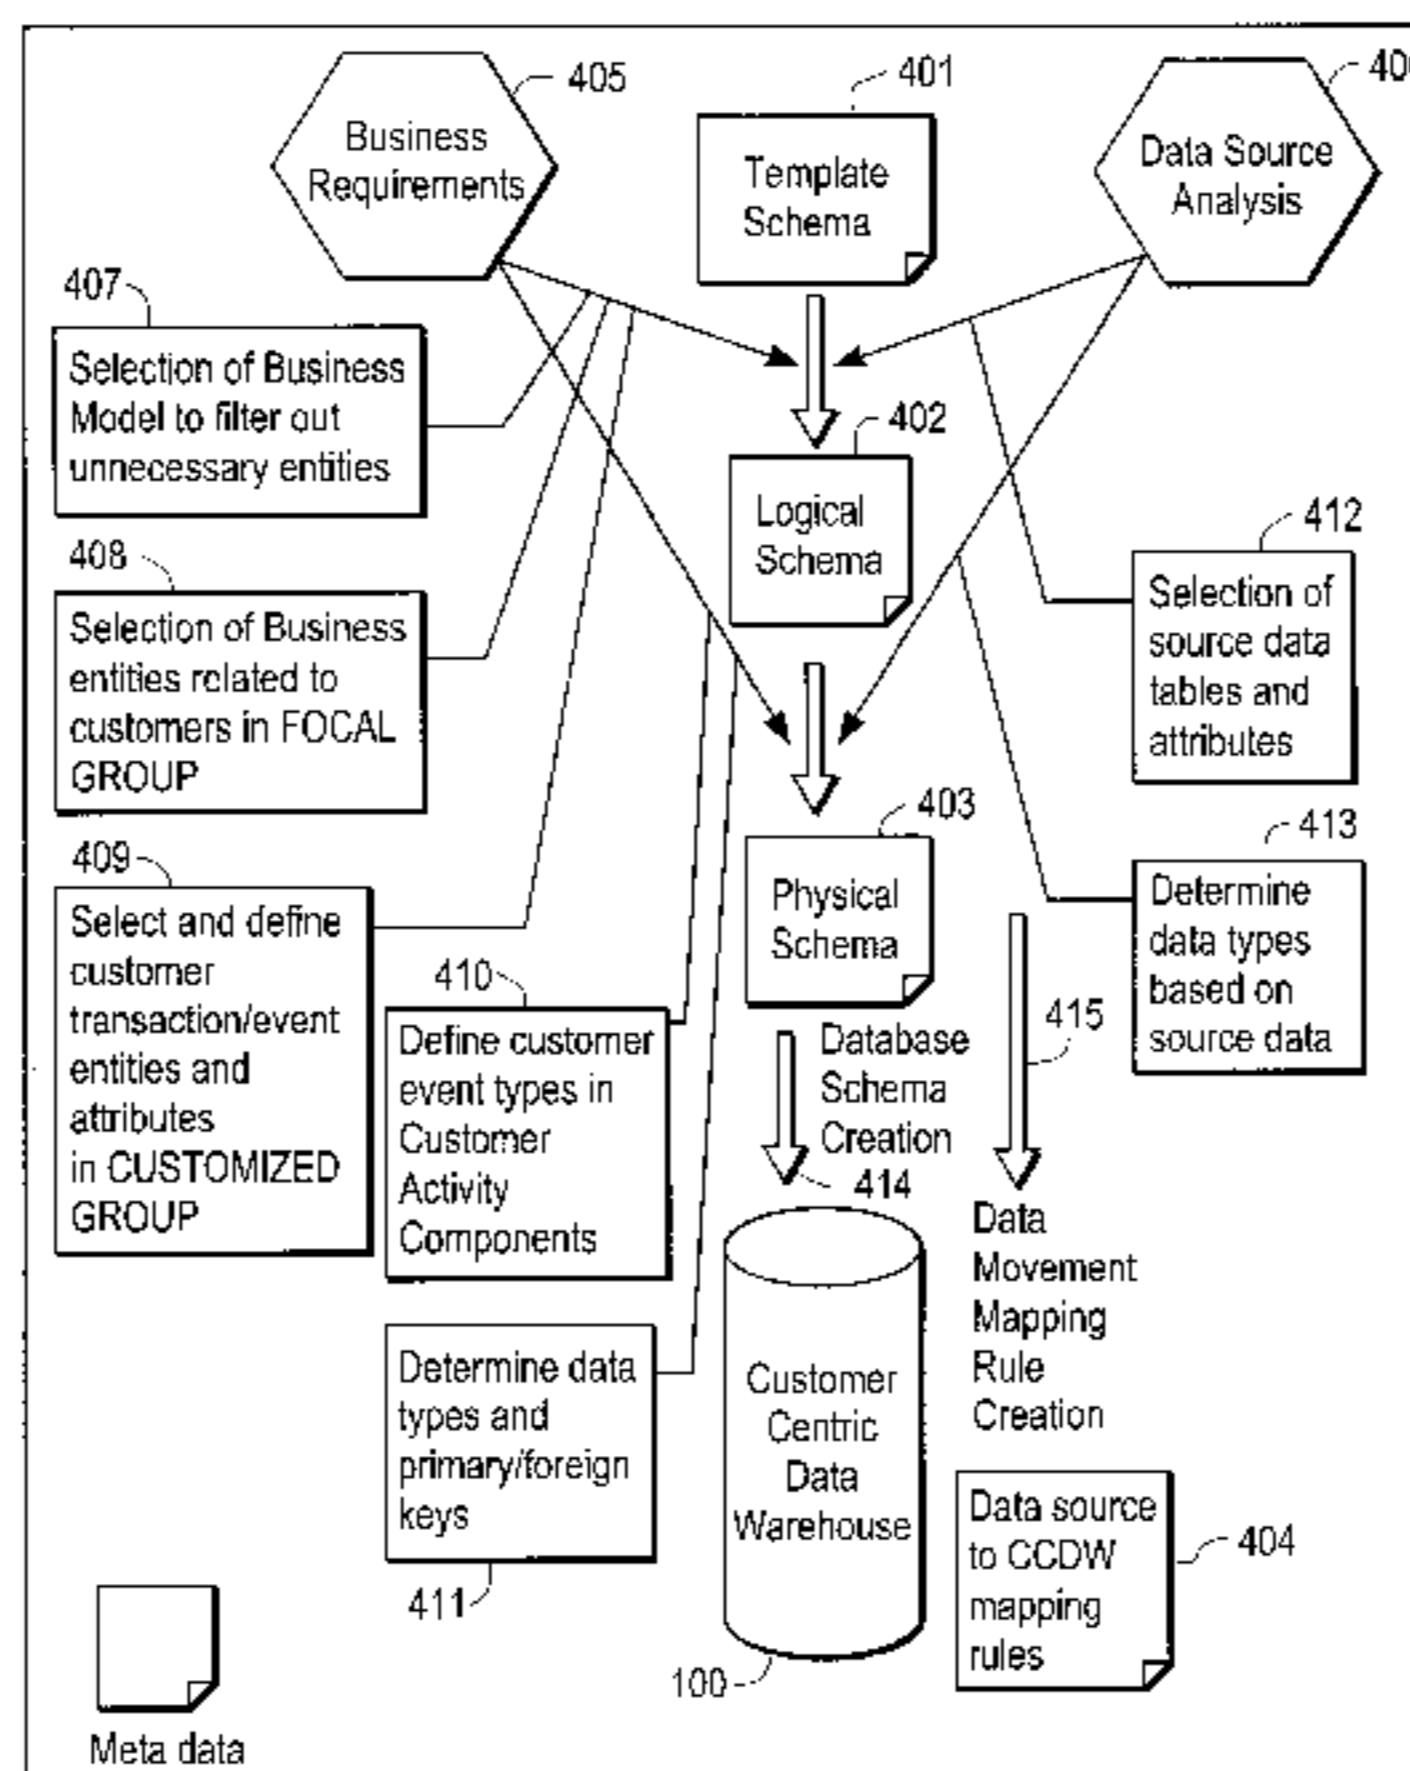 405
Business
Requirements
401
Template
Schema
Data Source
Analysis
407
Selection of Business
Model to filter out
unnecessary entities
402
Logical
Schema
408
Selection of Business
entities related to
customers in FOCAL
GROUP
412
Selection of
source data
tables and
attributes
403
Physical
Schema
409
Select and define
customer
transaction/event
entities and
attributes
in CUSTOMIZED
GROUP
413
Determine
data types
based on
source data
410
Define customer
event types in
Customer
Activity
Components
Database
Schema
Creation
414
415
Data
Movement
Mapping
Rule
Creation
Determine data
types and
primary/foreign
keys
411
Customer
Centric
Data
Warehouse
100
Data source
to CCDW
mapping
rules
404
Meta data